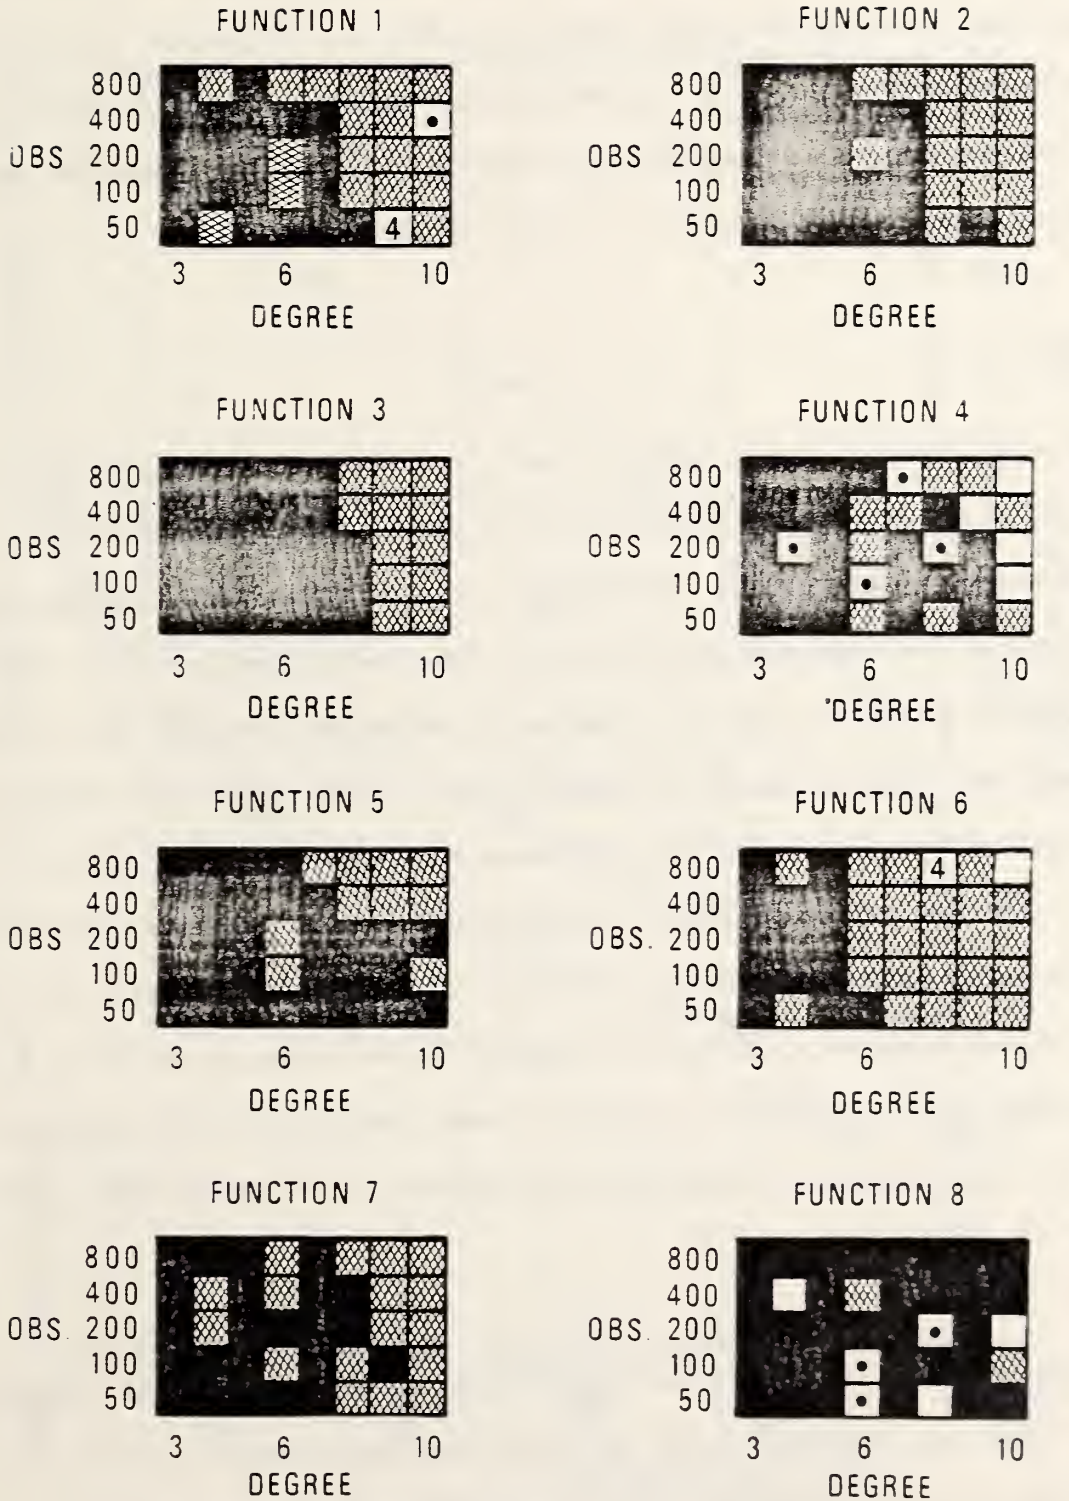 FUNCTION 1
800
400
OBS 200
100
50
4
3 6 10
DEGREE
FUNCTION 2
800
400
OBS 200
100
50
3 6 10
DEGREE
FUNCTION 3
800
400
OBS 200
100
50
3 6 10
DEGREE
FUNCTION 4
800
400
OBS 200
100
50
3 6 10
DEGREE
FUNCTION 5
800
400
OBS 200
100
50
3 6 10
DEGREE
FUNCTION 6
800 4
400
OBS. 200
100
50
3 6 10
DEGREE
FUNCTION 7
800
400
OBS. 200
100
50
3 6 10
DEGREE
FUNCTION 8
800
400
OBS. 200
100
50
3 6 10
DEGREE